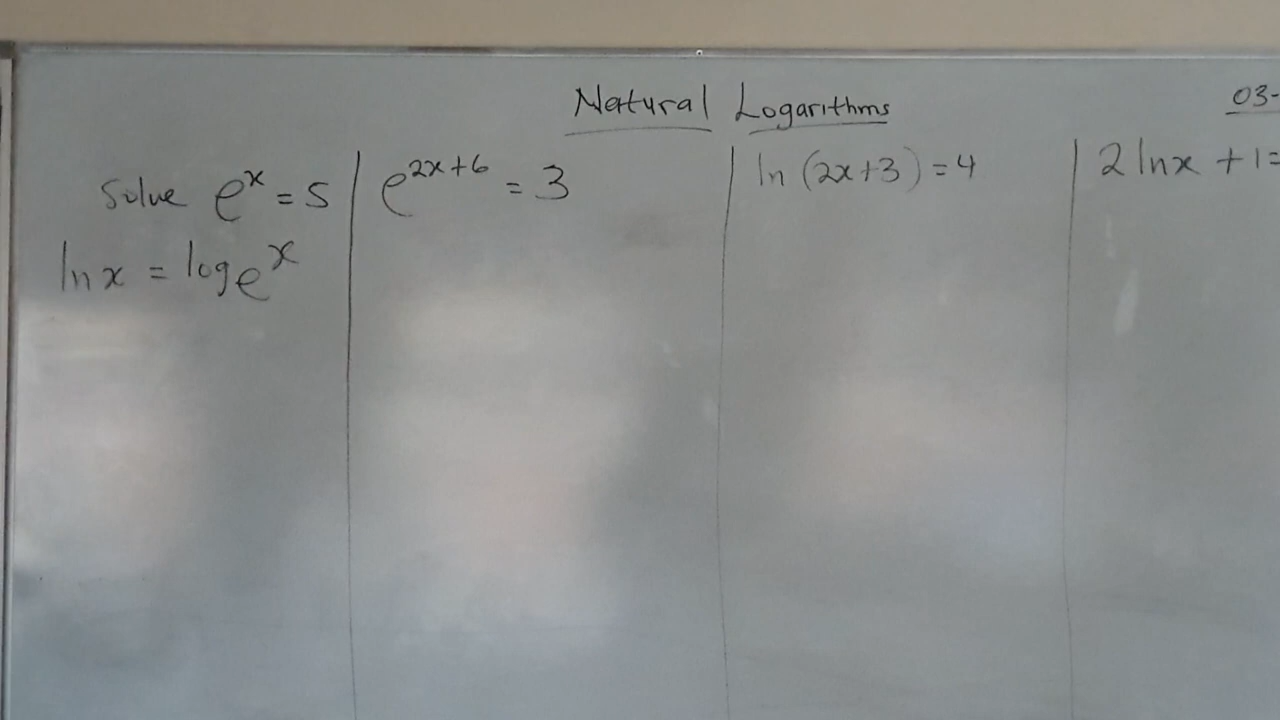 Natural Logarithms
03-
Solve e^x = 5
ln x = log_e x
e^{2x+6} = 3
ln (2x+3) = 4
2 ln x + 1 =